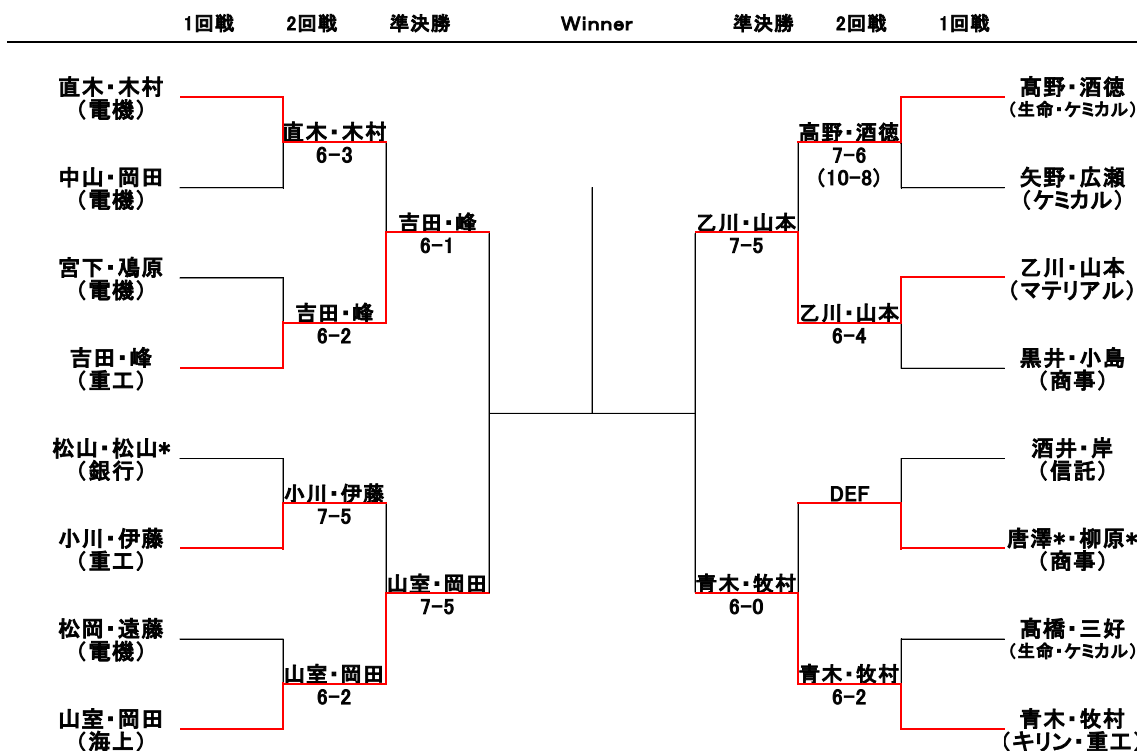 1回戦 2回戦 準決勝 Winner 準決勝 2回戦 1回戦
直木・木村
(電機)
中山・岡田
(電機)
宮下・鳰原
(電機)
吉田・峰
(重工)
松山・松山*
(銀行)
小川・伊藤
(重工)
松岡・遠藤
(電機)
山室・岡田
(海上)
直木・木村
6-3
吉田・峰
6-2
小川・伊藤
7-5
山室・岡田
6-2
吉田・峰
6-1
山室・岡田
7-5
乙川・山本
7-5
青木・牧村
6-0
高野・酒徳
7-6
(10-8)
乙川・山本
6-4
DEF
青木・牧村
6-2
高野・酒徳
(生命・ケミカル)
矢野・広瀬
(ケミカル)
乙川・山本
(マテリアル)
黒井・小島
(商事)
酒井・岸
(信託)
唐澤*・柳原*
(商事)
髙橋・三好
(生命・ケミカル)
青木・牧村
(キリン・重工)